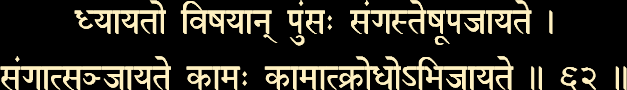 ध्यायतो विषयान् पुंसः संगस्तेषूपजायते ।
संगात्सञ्जायते कामः कामात्क्रोधोऽभिजायते ॥ ६२ ॥